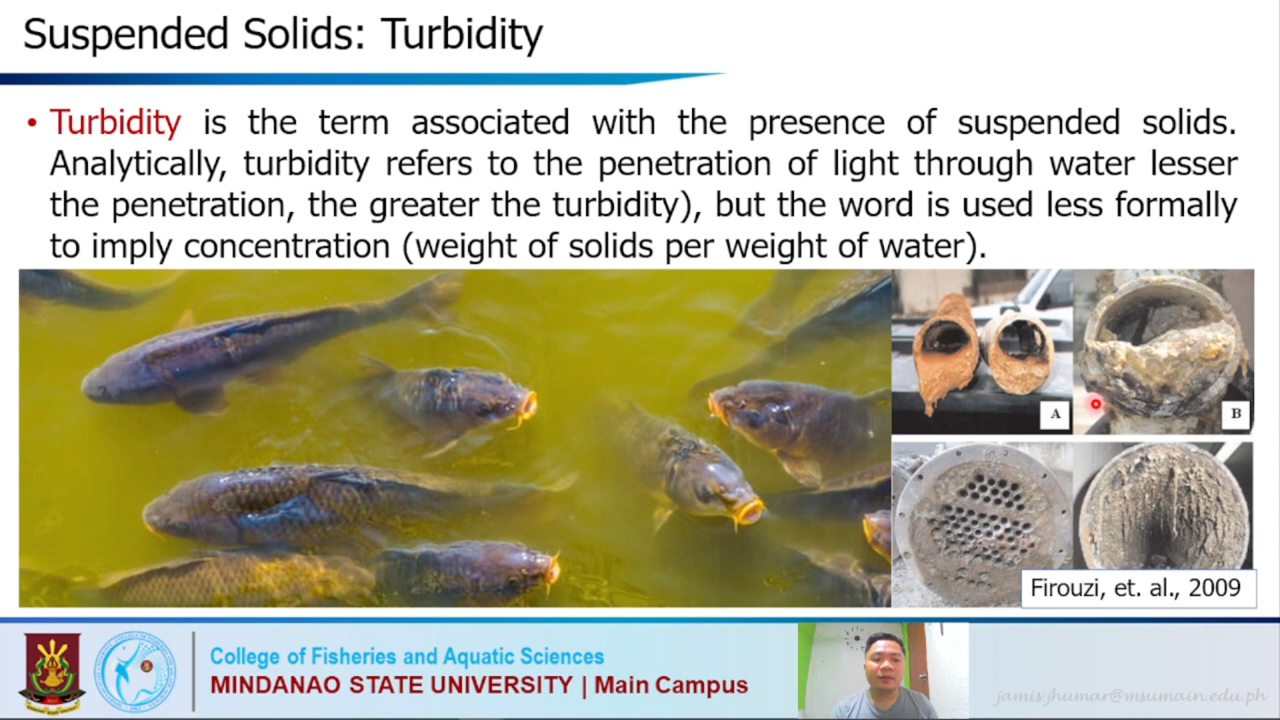 Suspended Solids: Turbidity
• Turbidity is the term associated with the presence of suspended solids.
Analytically, turbidity refers to the penetration of light through water lesser
the penetration, the greater the turbidity), but the word is used less formally
to imply concentration (weight of solids per weight of water).
A
B
Firouzi, et. al., 2009
College of Fisheries and Aquatic Sciences
MINDANAO STATE UNIVERSITY | Main Campus
jamis.jhumar@msumain.edu.ph